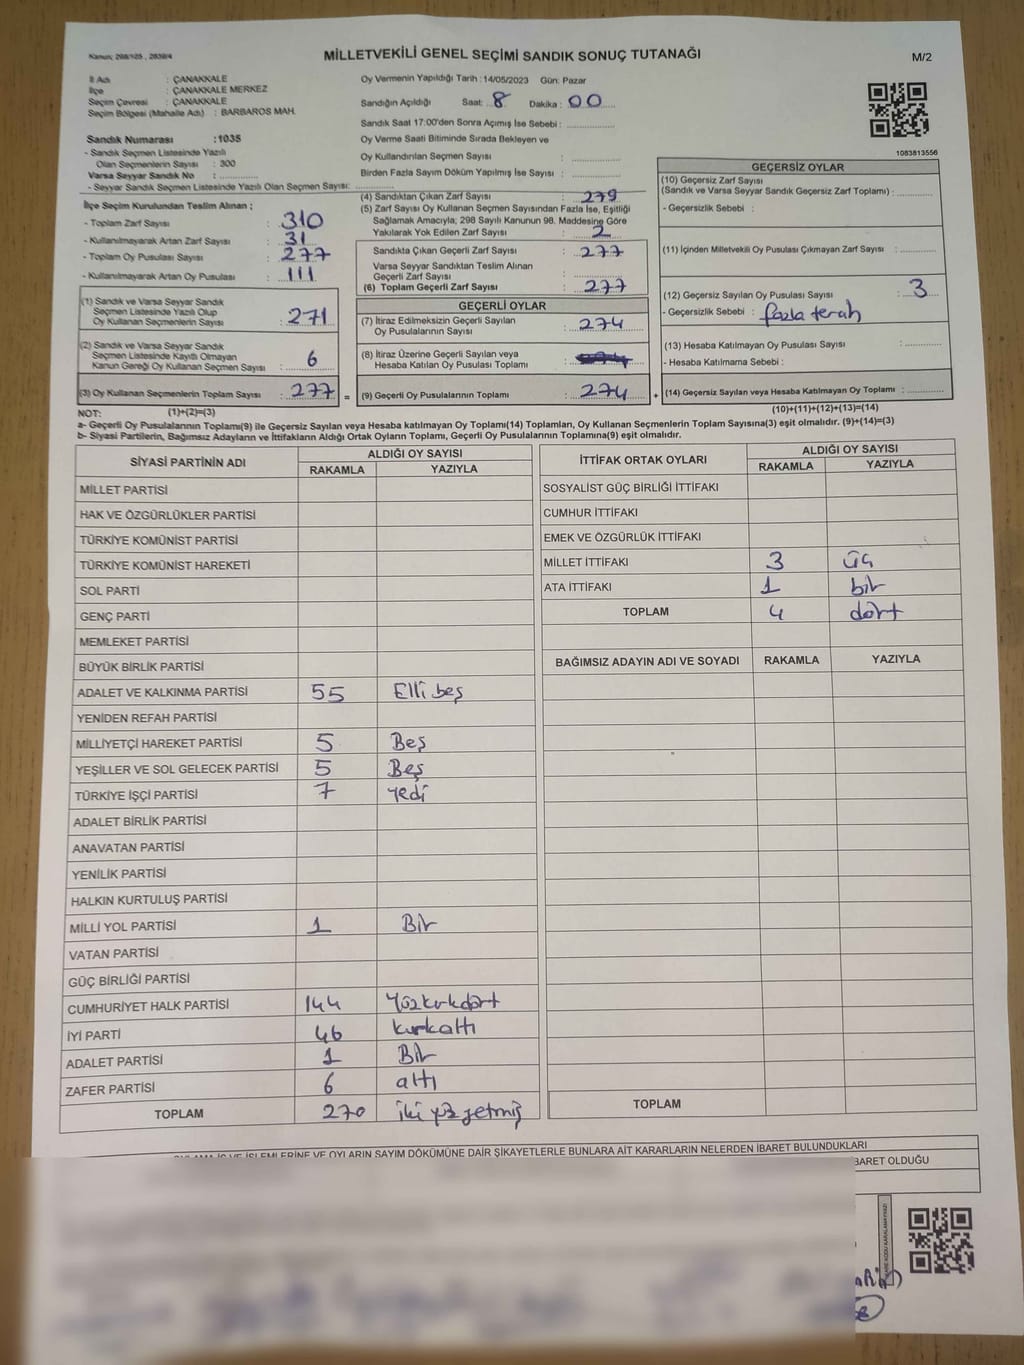 Kanun: 298/105 , 2839/4
MİLLETVEKİLİ GENEL SEÇİMİ SANDIK SONUÇ TUTANAĞI
M/2
İl Adı : ÇANAKKALE
İlçe : ÇANAKKALE MERKEZ
Seçim Çevresi : ÇANAKKALE
Seçim Bölgesi (Mahalle Adı) : BARBAROS MAH.
Oy Vermenin Yapıldığı Tarih : 14/05/2023 Gün: Pazar
Sandığın Açıldığı Saat: 8 Dakika : 00
Sandık Saat 17:00'den Sonra Açımış İse Sebebi :
Sandık Numarası :1035
- Sandık Seçmen Listesinde Yazılı
Olan Seçmenlerin Sayısı : 300
Varsa Seyyar Sandık No :
- Seyyar Sandık Seçmen Listesinde Yazılı Olan Seçmen Sayısı:
Oy Verme Saati Bitiminde Sırada Bekleyen ve
Oy Kullandırılan Seçmen Sayısı :
Birden Fazla Sayım Döküm Yapılmış İse Sayısı :
1083813556
İlçe Seçim Kurulundan Teslim Alınan ;
- Toplam Zarf Sayısı : 310
- Kullanılmayarak Artan Zarf Sayısı : 31
- Toplam Oy Pusulası Sayısı : 277
- Kullanılmayarak Artan Oy Pusulası : 111
(4) Sandıktan Çıkan Zarf Sayısı : 279
(5) Zarf Sayısı Oy Kullanan Seçmen Sayısından Fazla İse, Eşitliği
Sağlamak Amacıyla; 298 Sayılı Kanunun 98. Maddesine Göre
Yakılarak Yok Edilen Zarf Sayısı : 2
Sandıkta Çıkan Geçerli Zarf Sayısı : 277
Varsa Seyyar Sandıktan Teslim Alınan
Geçerli Zarf Sayısı :
(6) Toplam Geçerli Zarf Sayısı : 277
GEÇERSİZ OYLAR
(10) Geçersiz Zarf Sayısı
(Sandık ve Varsa Seyyar Sandık Geçersiz Zarf Toplamı) :
- Geçersizlik Sebebi :
(11) İçinden Milletvekili Oy Pusulası Çıkmayan Zarf Sayısı :
(12) Geçersiz Sayılan Oy Pusulası Sayısı : 3
- Geçersizlik Sebebi : fazla tercih
(13) Hesaba Katılmayan Oy Pusulası Sayısı :
- Hesaba Katılmama Sebebi :
(14) Geçersiz Sayılan veya Hesaba Katılmayan Oy Toplamı :
(10)+(11)+(12)+(13)=(14)
(1) Sandık ve Varsa Seyyar Sandık
Seçmen Listesinde Yazılı Olup
Oy Kullanan Seçmenlerin Sayısı : 271
(2) Sandık ve Varsa Seyyar Sandık
Seçmen Listesinde Kayıtlı Olmayan
Kanun Gereği Oy Kullanan Seçmen Sayısı : 6
(3) Oy Kullanan Seçmenlerin Toplam Sayısı : 277 =
GEÇERLİ OYLAR
(7) İtiraz Edilmeksizin Geçerli Sayılan
Oy Pusulalarının Sayısı : 274
(8) İtiraz Üzerine Geçerli Sayılan veya
Hesaba Katılan Oy Pusulası Toplamı :
(9) Geçerli Oy Pusulalarının Toplamı : 274 +
NOT: (1)+(2)=(3)
a- Geçerli Oy Pusulalarının Toplamı(9) ile Geçersiz Sayılan veya Hesaba katılmayan Oy Toplamı(14) Toplamları, Oy Kullanan Seçmenlerin Toplam Sayısına(3) eşit olmalıdır. (9)+(14)=(3)
b- Siyasi Partilerin, Bağımsız Adayların ve İttifakların Aldığı Ortak Oyların Toplamı, Geçerli Oy Pusulalarının Toplamına(9) eşit olmalıdır.
SİYASİ PARTİNİN ADI ALDIĞI OY SAYISI
RAKAMLA YAZIYLA
MİLLET PARTİSİ
HAK VE ÖZGÜRLÜKLER PARTİSİ
TÜRKİYE KOMÜNİST PARTİSİ
TÜRKİYE KOMÜNİST HAREKETİ
SOL PARTİ
GENÇ PARTİ
MEMLEKET PARTİSİ
BÜYÜK BİRLİK PARTİSİ
ADALET VE KALKINMA PARTİSİ 55 Elli beş
YENİDEN REFAH PARTİSİ
MİLLİYETÇİ HAREKET PARTİSİ 5 Beş
YEŞİLLER VE SOL GELECEK PARTİSİ 5 Beş
TÜRKİYE İŞÇİ PARTİSİ 7 Yedi
ADALET BİRLİK PARTİSİ
ANAVATAN PARTİSİ
YENİLİK PARTİSİ
HALKIN KURTULUŞ PARTİSİ
MİLLİ YOL PARTİSİ 1 Bir
VATAN PARTİSİ
GÜÇ BİRLİĞİ PARTİSİ
CUMHURİYET HALK PARTİSİ 144 Yüzkırkdört
İYİ PARTİ 46 kırkaltı
ADALET PARTİSİ 1 Bir
ZAFER PARTİSİ 6 altı
TOPLAM 270 iki yüz yetmiş
İTTİFAK ORTAK OYLARI ALDIĞI OY SAYISI
RAKAMLA YAZIYLA
SOSYALİST GÜÇ BİRLİĞİ İTTİFAKI
CUMHUR İTTİFAKI
EMEK VE ÖZGÜRLÜK İTTİFAKI
MİLLET İTTİFAKI 3 üç
ATA İTTİFAKI 1 bir
TOPLAM 4 dört
BAĞIMSIZ ADAYIN ADI VE SOYADI RAKAMLA YAZIYLA
TOPLAM
İŞLEMLERİNE VE OYLARIN SAYIM DÖKÜMÜNE DAİR ŞİKAYETLERLE BUNLARA AİT KARARLARIN NELERDEN İBARET BULUNDUKLARI
BARET OLDUĞU